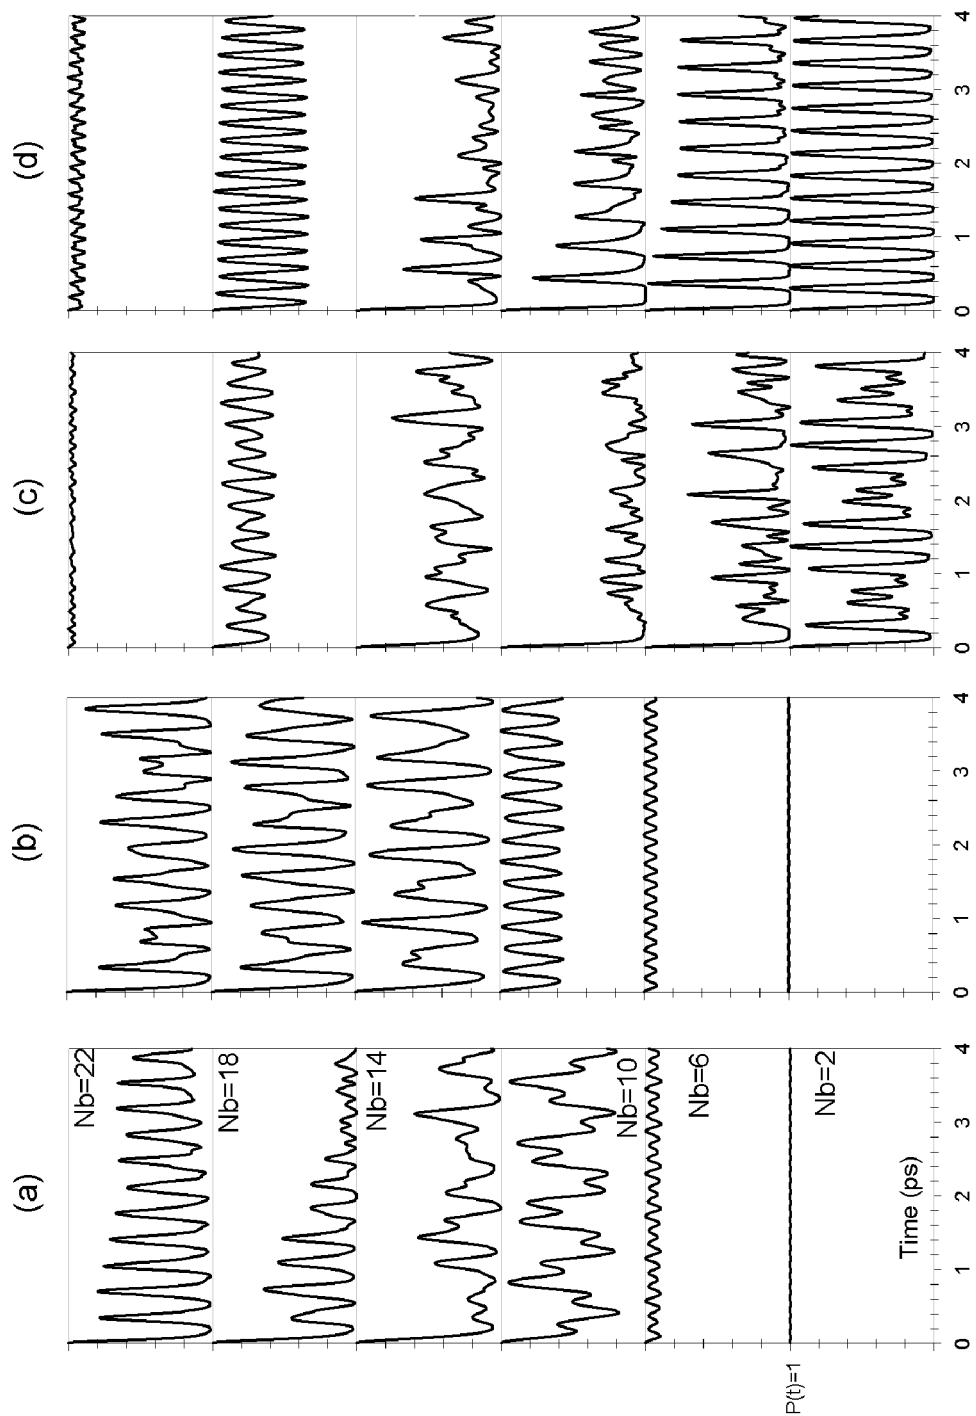 (a) (b) (c) (d)
Nb=22
Nb=18
Nb=14
Nb=10
Nb=6
P(t)=1
Nb=2
Time (ps)
0 1 2 3 4 0 1 2 3 4 0 1 2 3 4 0 1 2 3 4